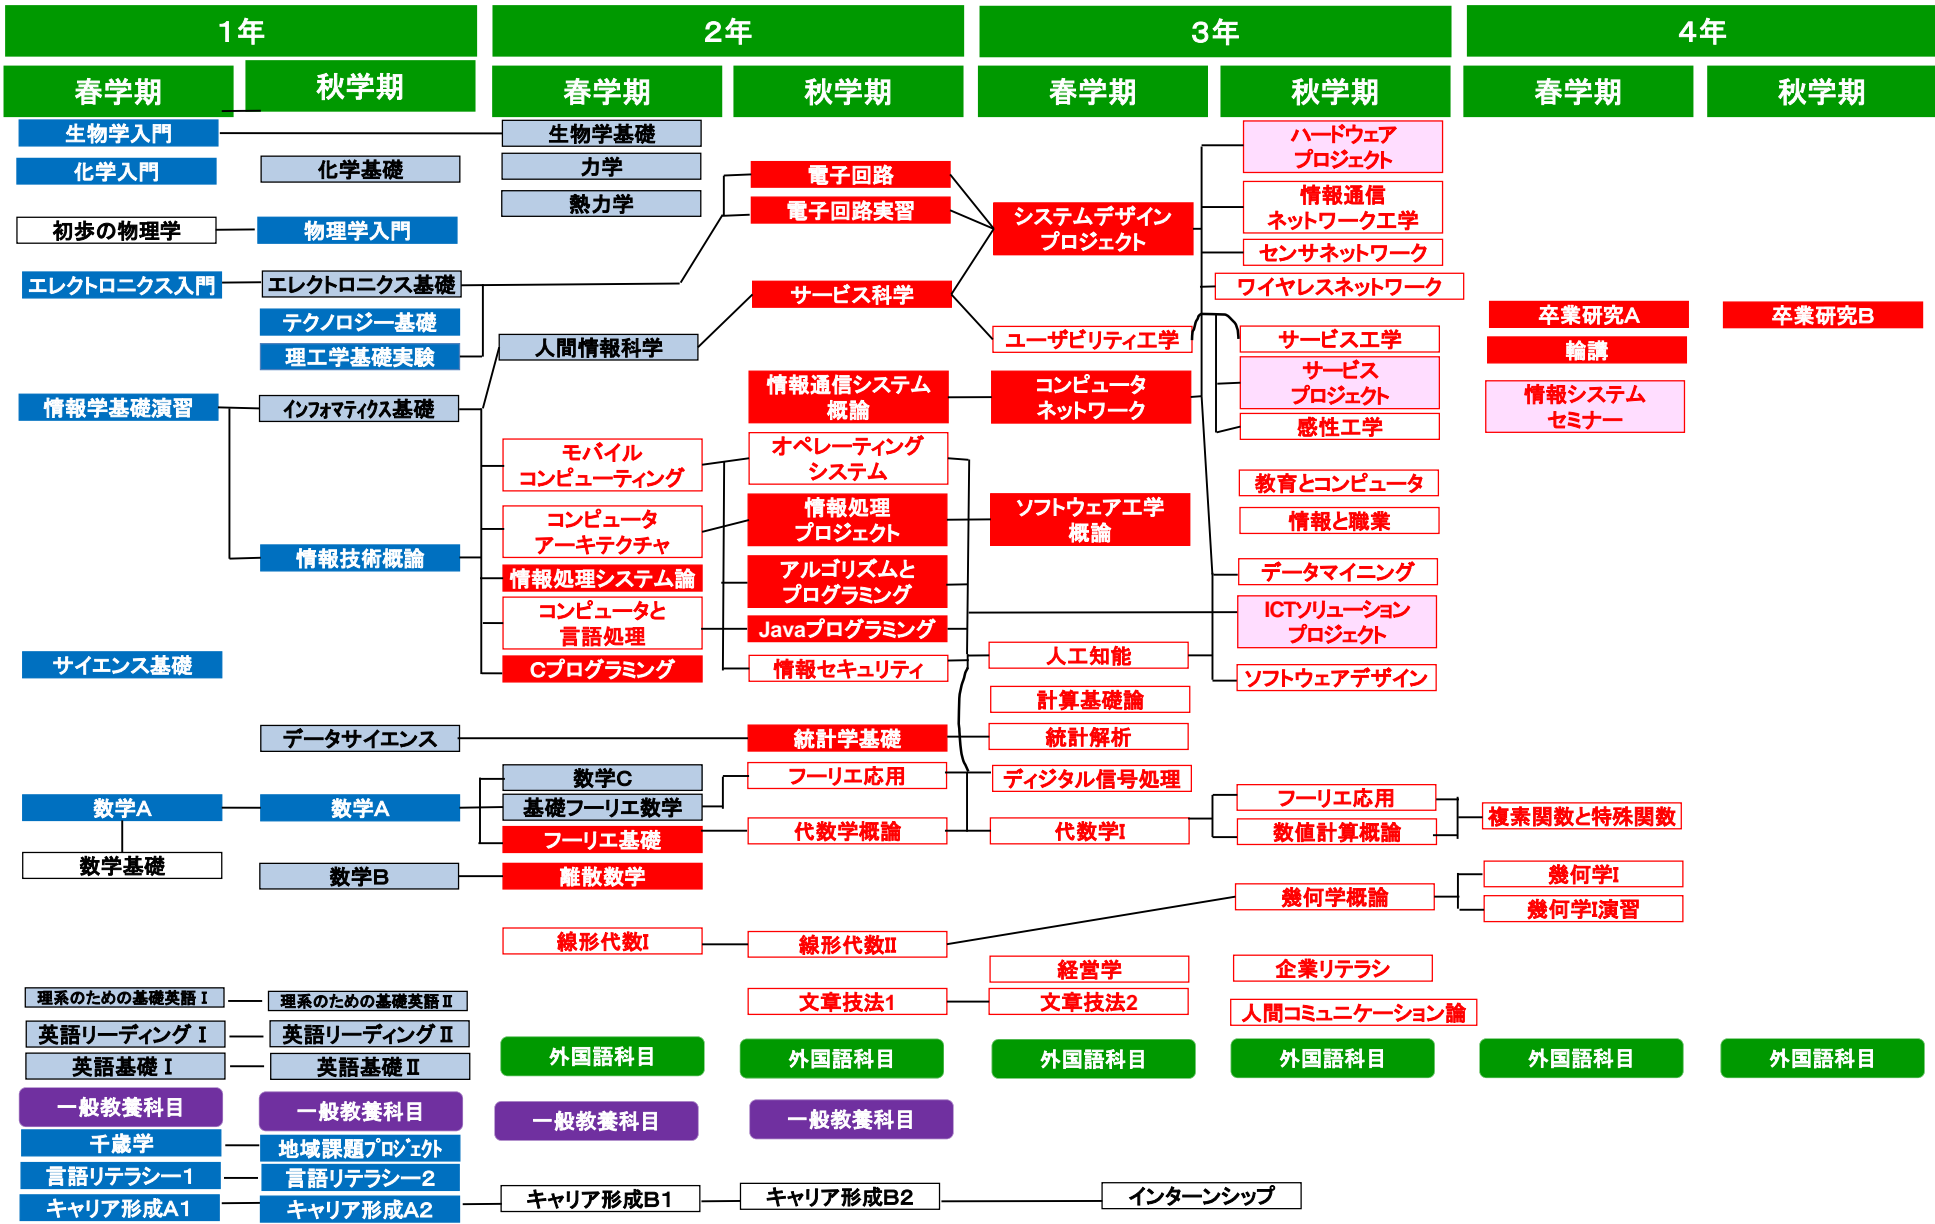 １年
２年
３年
４年
春学期
秋学期
春学期
秋学期
春学期
秋学期
春学期
秋学期
生物学入門
化学入門
初歩の物理学
エレクトロニクス入門
情報学基礎演習
サイエンス基礎
数学A
数学基礎
理系のための基礎英語Ⅰ
英語リーディングⅠ
英語基礎Ⅰ
一般教養科目
千歳学
言語リテラシー１
キャリア形成A１
化学基礎
物理学入門
エレクトロニクス基礎
テクノロジー基礎
理工学基礎実験
インフォマティクス基礎
情報技術概論
データサイエンス
数学A
数学B
理系のための基礎英語Ⅱ
英語リーディングⅡ
英語基礎Ⅱ
一般教養科目
地域課題プロジェクト
言語リテラシー２
キャリア形成A２
生物学基礎
力学
熱力学
人間情報科学
モバイル
コンピューティング
コンピュータ
アーキテクチャ
情報処理システム論
コンピュータと
言語処理
Cプログラミング
数学C
基礎フーリエ数学
フーリエ基礎
離散数学
線形代数Ⅰ
外国語科目
一般教養科目
キャリア形成B１
電子回路
電子回路実習
サービス科学
情報通信システム
概論
オペレーティング
システム
情報処理
プロジェクト
アルゴリズムと
プログラミング
Javaプログラミング
情報セキュリティ
統計学基礎
フーリエ応用
代数学概論
線形代数Ⅱ
文章技法1
外国語科目
一般教養科目
キャリア形成B２
システムデザイン
プロジェクト
ユーザビリティ工学
コンピュータ
ネットワーク
ソフトウェア工学
概論
人工知能
計算基礎論
統計解析
ディジタル信号処理
代数学Ⅰ
経営学
文章技法2
外国語科目
インターンシップ
ハードウェア
プロジェクト
情報通信
ネットワーク工学
センサネットワーク
ワイヤレスネットワーク
サービス工学
サービス
プロジェクト
感性工学
教育とコンピュータ
情報と職業
データマイニング
ICTソリューション
プロジェクト
ソフトウェアデザイン
フーリエ応用
数値計算概論
幾何学概論
企業リテラシ
人間コミュニケーション論
外国語科目
卒業研究A
輪講
情報システム
セミナー
複素関数と特殊関数
幾何学Ⅰ
幾何学Ⅰ演習
外国語科目
卒業研究B
外国語科目